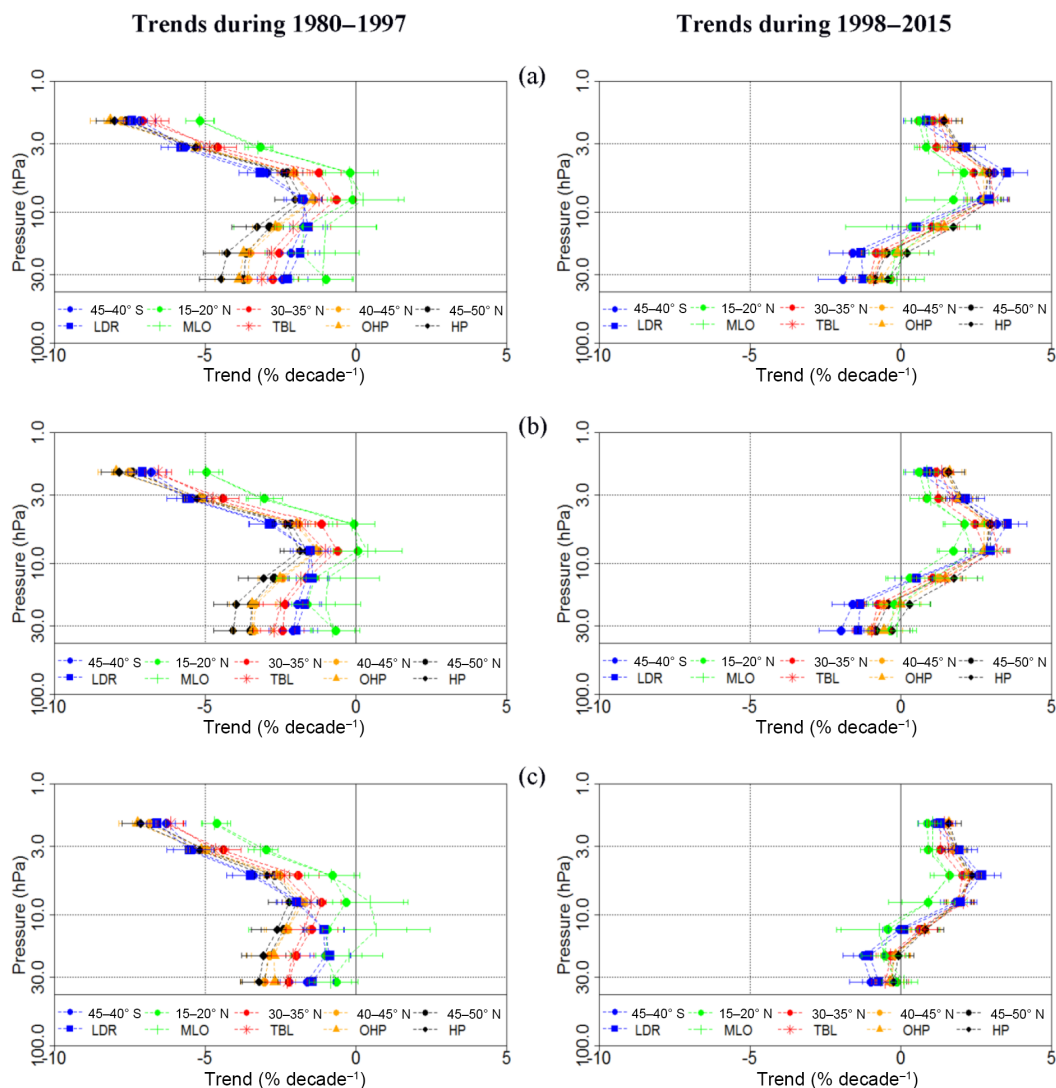 Trends during 1980–1997
Trends during 1998–2015
(a)
Pressure (hPa)
1.0
3.0
10.0
30.0
100.0
45–40° S 15–20° N 30–35° N 40–45° N 45–50° N
LDR MLO TBL OHP HP
-10 -5 0 5
Trend (% decade⁻¹)
Pressure (hPa)
1.0
3.0
10.0
30.0
100.0
45–40° S 15–20° N 30–35° N 40–45° N 45–50° N
LDR MLO TBL OHP HP
-10 -5 0 5
Trend (% decade⁻¹)
(b)
Pressure (hPa)
1.0
3.0
10.0
30.0
100.0
45–40° S 15–20° N 30–35° N 40–45° N 45–50° N
LDR MLO TBL OHP HP
-10 -5 0 5
Trend (% decade⁻¹)
Pressure (hPa)
1.0
3.0
10.0
30.0
100.0
45–40° S 15–20° N 30–35° N 40–45° N 45–50° N
LDR MLO TBL OHP HP
-10 -5 0 5
Trend (% decade⁻¹)
(c)
Pressure (hPa)
1.0
3.0
10.0
30.0
100.0
45–40° S 15–20° N 30–35° N 40–45° N 45–50° N
LDR MLO TBL OHP HP
-10 -5 0 5
Trend (% decade⁻¹)
Pressure (hPa)
1.0
3.0
10.0
30.0
100.0
45–40° S 15–20° N 30–35° N 40–45° N 45–50° N
LDR MLO TBL OHP HP
-10 -5 0 5
Trend (% decade⁻¹)